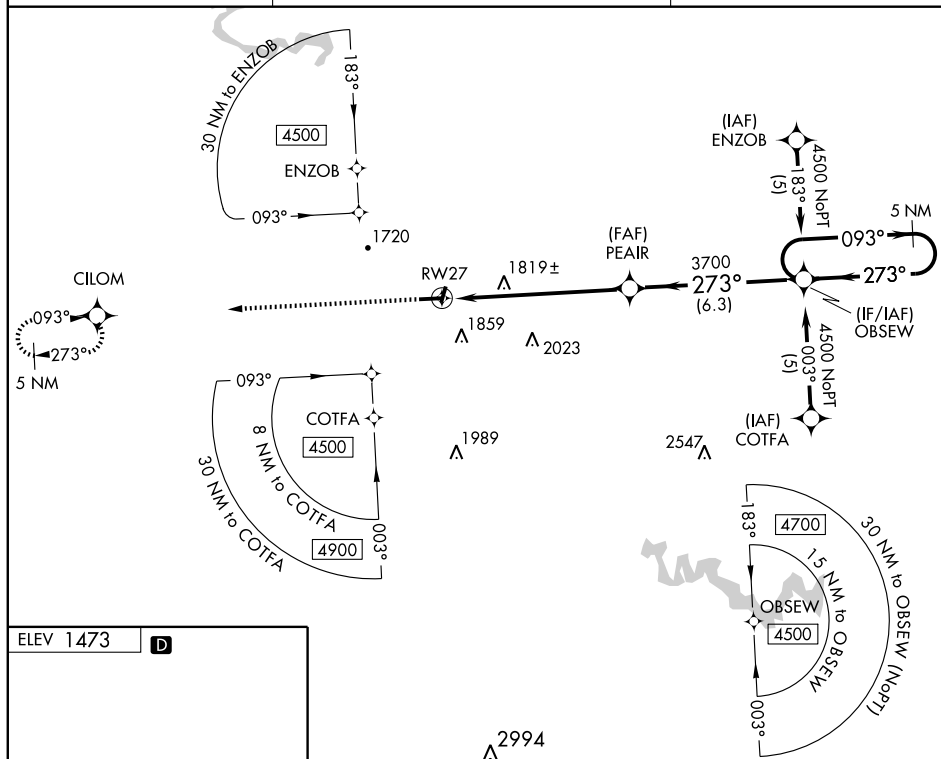 30 NM to ENZOB
183°
4500
ENZOB
093°
1720
(IAF)
ENZOB
4500 NoPT
183°
(5)
5 NM
093°
273°
(FAF)
PEAIR
3700
273°
(6.3)
(IF/IAF)
OBSEW
RW27
1819±
1859
2023
CILOM
093°
273°
5 NM
4500 NoPT
003°
(5)
(IAF)
COTFA
093°
COTFA
4500
8 NM to COTFA
30 NM to COTFA
4900
003°
1989
2547
183°
4700
30 NM to OBSEW (NoPT)
15 NM to OBSEW
OBSEW
4500
003°
ELEV 1473
D
2994